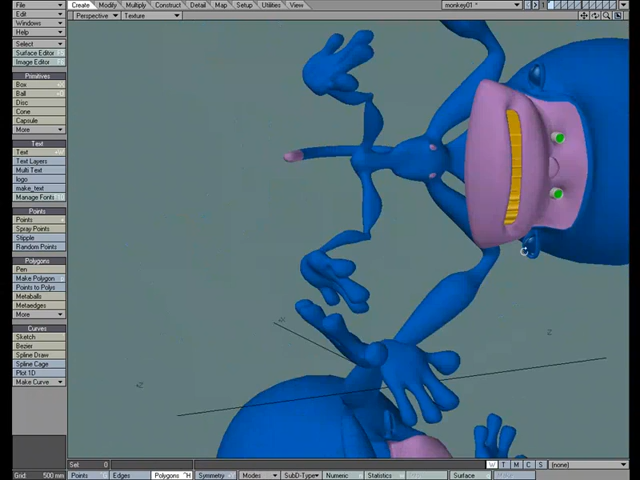 File
Create Modify Multiply Construct Detail Map Setup Utilities View
monkey01 *
1
Edit
Perspective Texture
Windows
Help
Select
Surface Editor
Image Editor
Primitives
Box
Ball
Disc
Cone
Capsule
More
Text
Text
Text Layers
Multi Text
logo
make_text
Manage Fonts
Points
Points
Spray Points
Stipple
Random Points
Polygons
Pen
Make Polygon
Points to Polys
Metaballs
Metaedges
More
Curves
Sketch
Bezier
Spline Draw
Spline Cage
Plot 1D
Make Curve
Sel: 0
W T M C S (none)
Grid: 500 mm
Points Edges Polygons ^H Symmetry Modes SubD-Type Numeric Statistics Surface